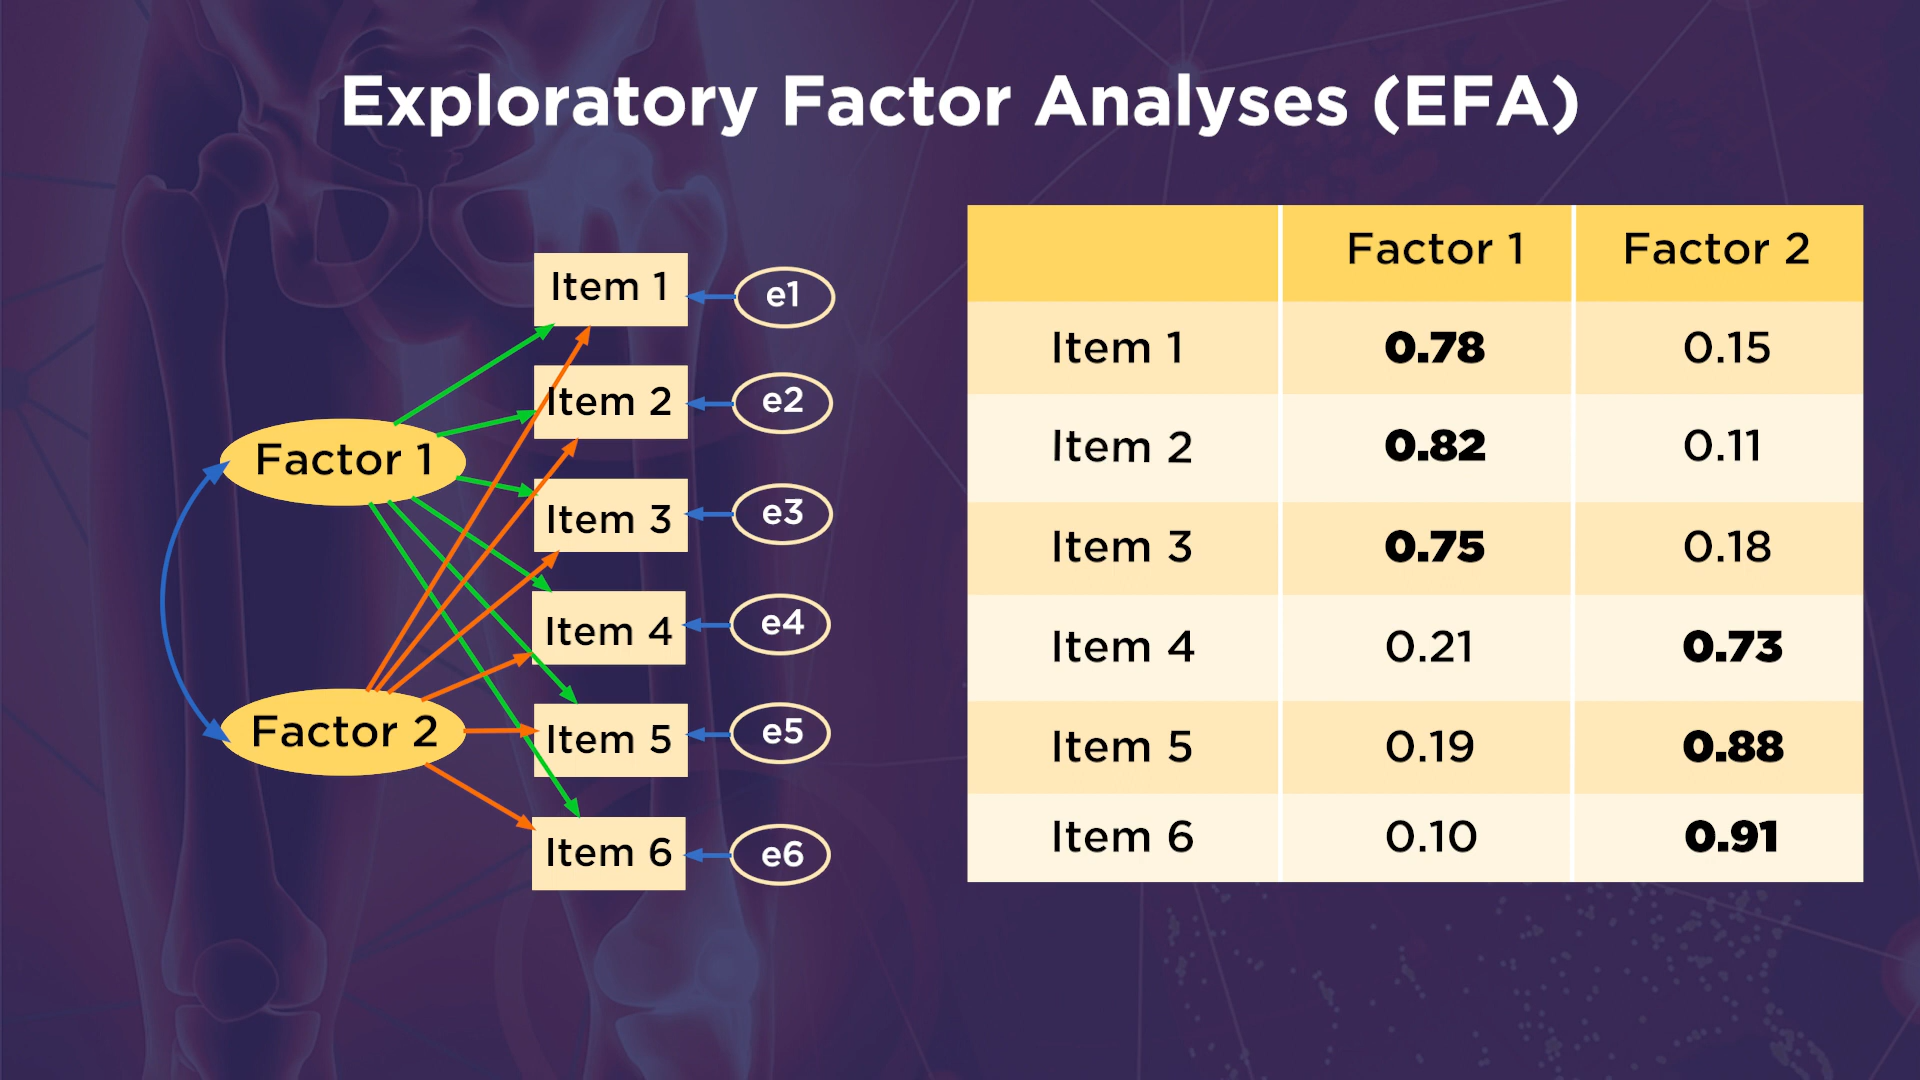 Exploratory Factor Analyses (EFA)
Factor 1
Factor 2
Item 1
e1
Item 2
e2
Item 3
e3
Item 4
e4
Item 5
e5
Item 6
e6
Factor 1 Factor 2
Item 1 0.78 0.15
Item 2 0.82 0.11
Item 3 0.75 0.18
Item 4 0.21 0.73
Item 5 0.19 0.88
Item 6 0.10 0.91